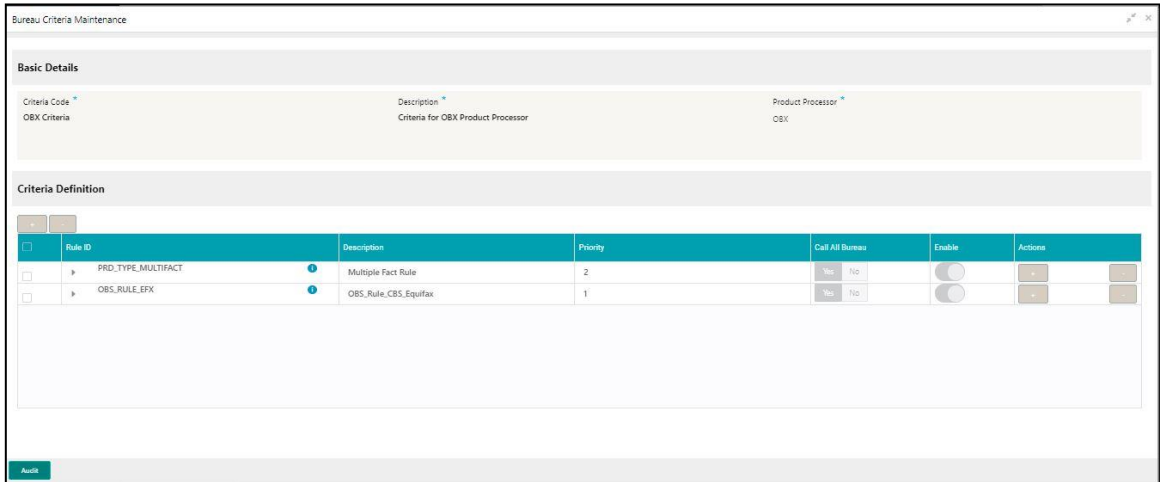 Bureau Criteria Maintenance
Basic Details
Criteria Code * Description * Product Processor *
OBX Criteria Criteria for OBX Product Processor OBX
Criteria Definition
+ -
Rule ID Description Priority Call All Bureau Enable Actions
PRD_TYPE_MULTIFACT Multiple Fact Rule 2 Yes No + -
OBS_RULE_EFX OBS_Rule_CBS_Equifax 1 Yes No + -
Audit